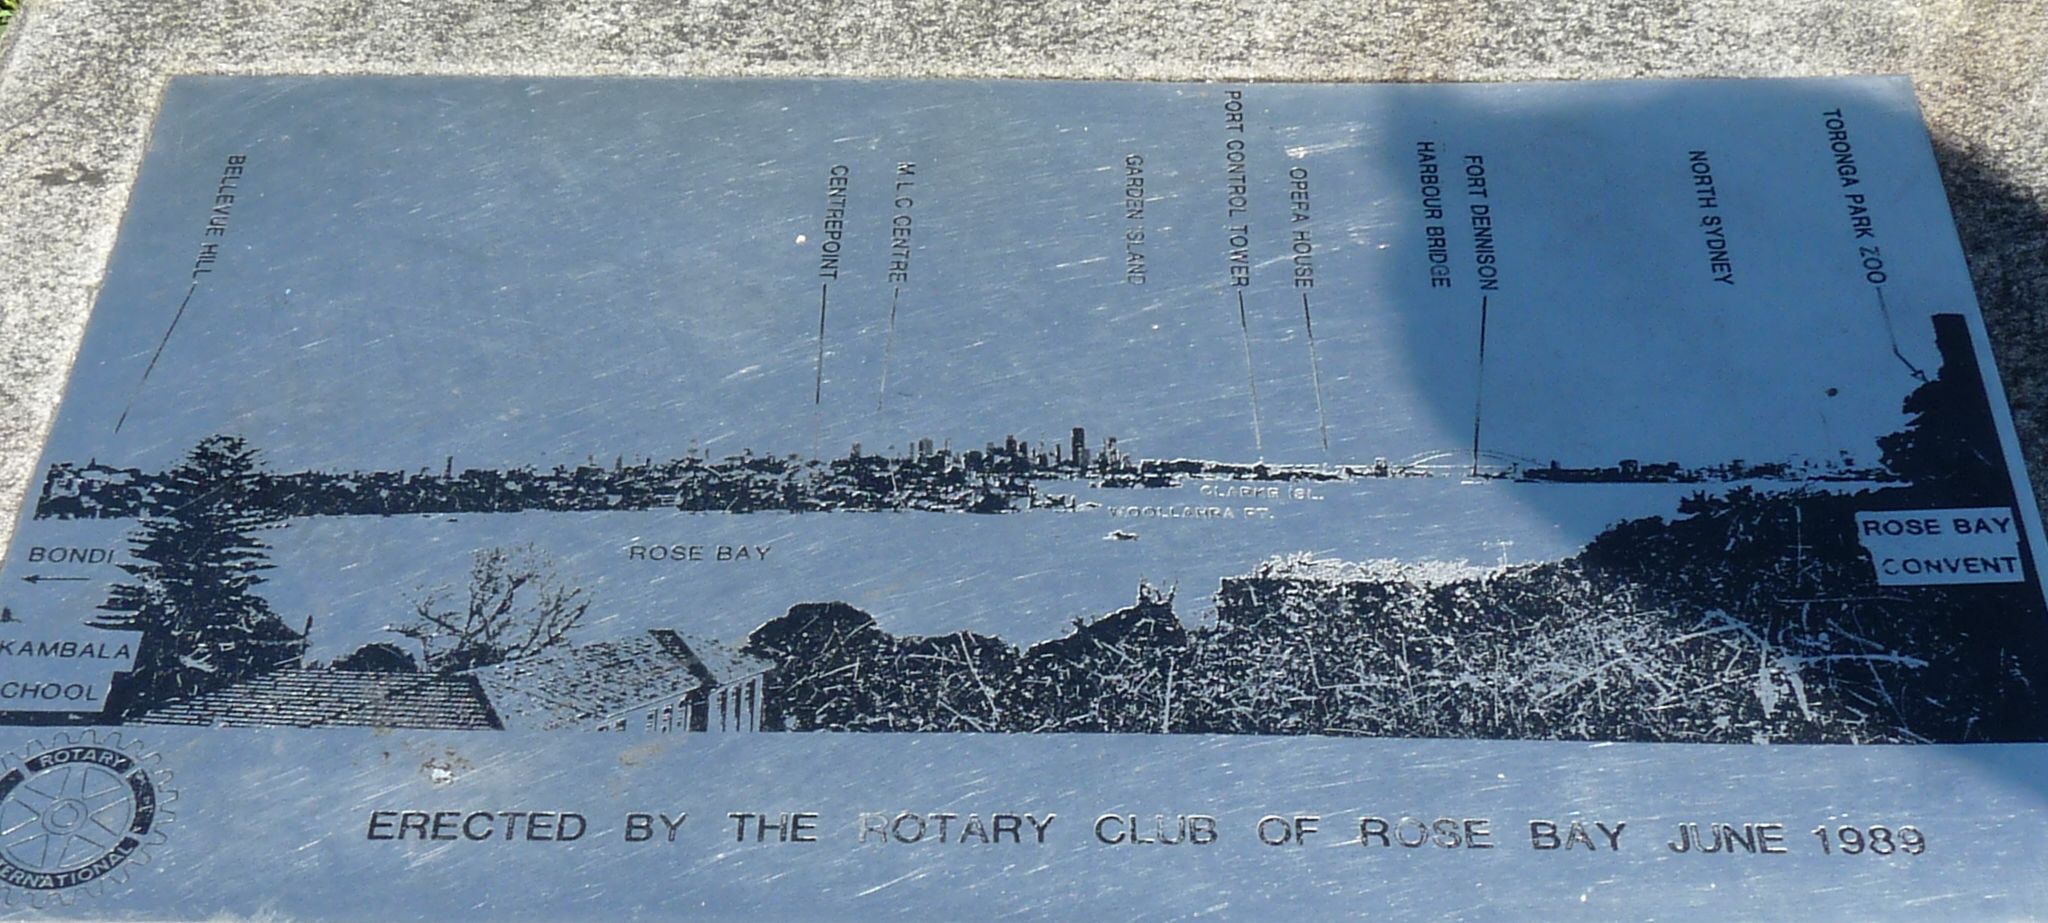 BELLEVUE HILL
CENTREPOINT
M L C CENTRE
GARDEN ISLAND
PORT CONTROL TOWER
OPERA HOUSE
HARBOUR BRIDGE
FORT DENNISON
NORTH SYDNEY
TORONGA PARK ZOO
CLARKE ISL.
WOOLLAHRA PT.
BONDI
ROSE BAY
ROSE BAY
CONVENT
KAMBALA
CHOOL
ROTARY
ERNATIONAL
ERECTED BY THE ROTARY CLUB OF ROSE BAY JUNE 1989